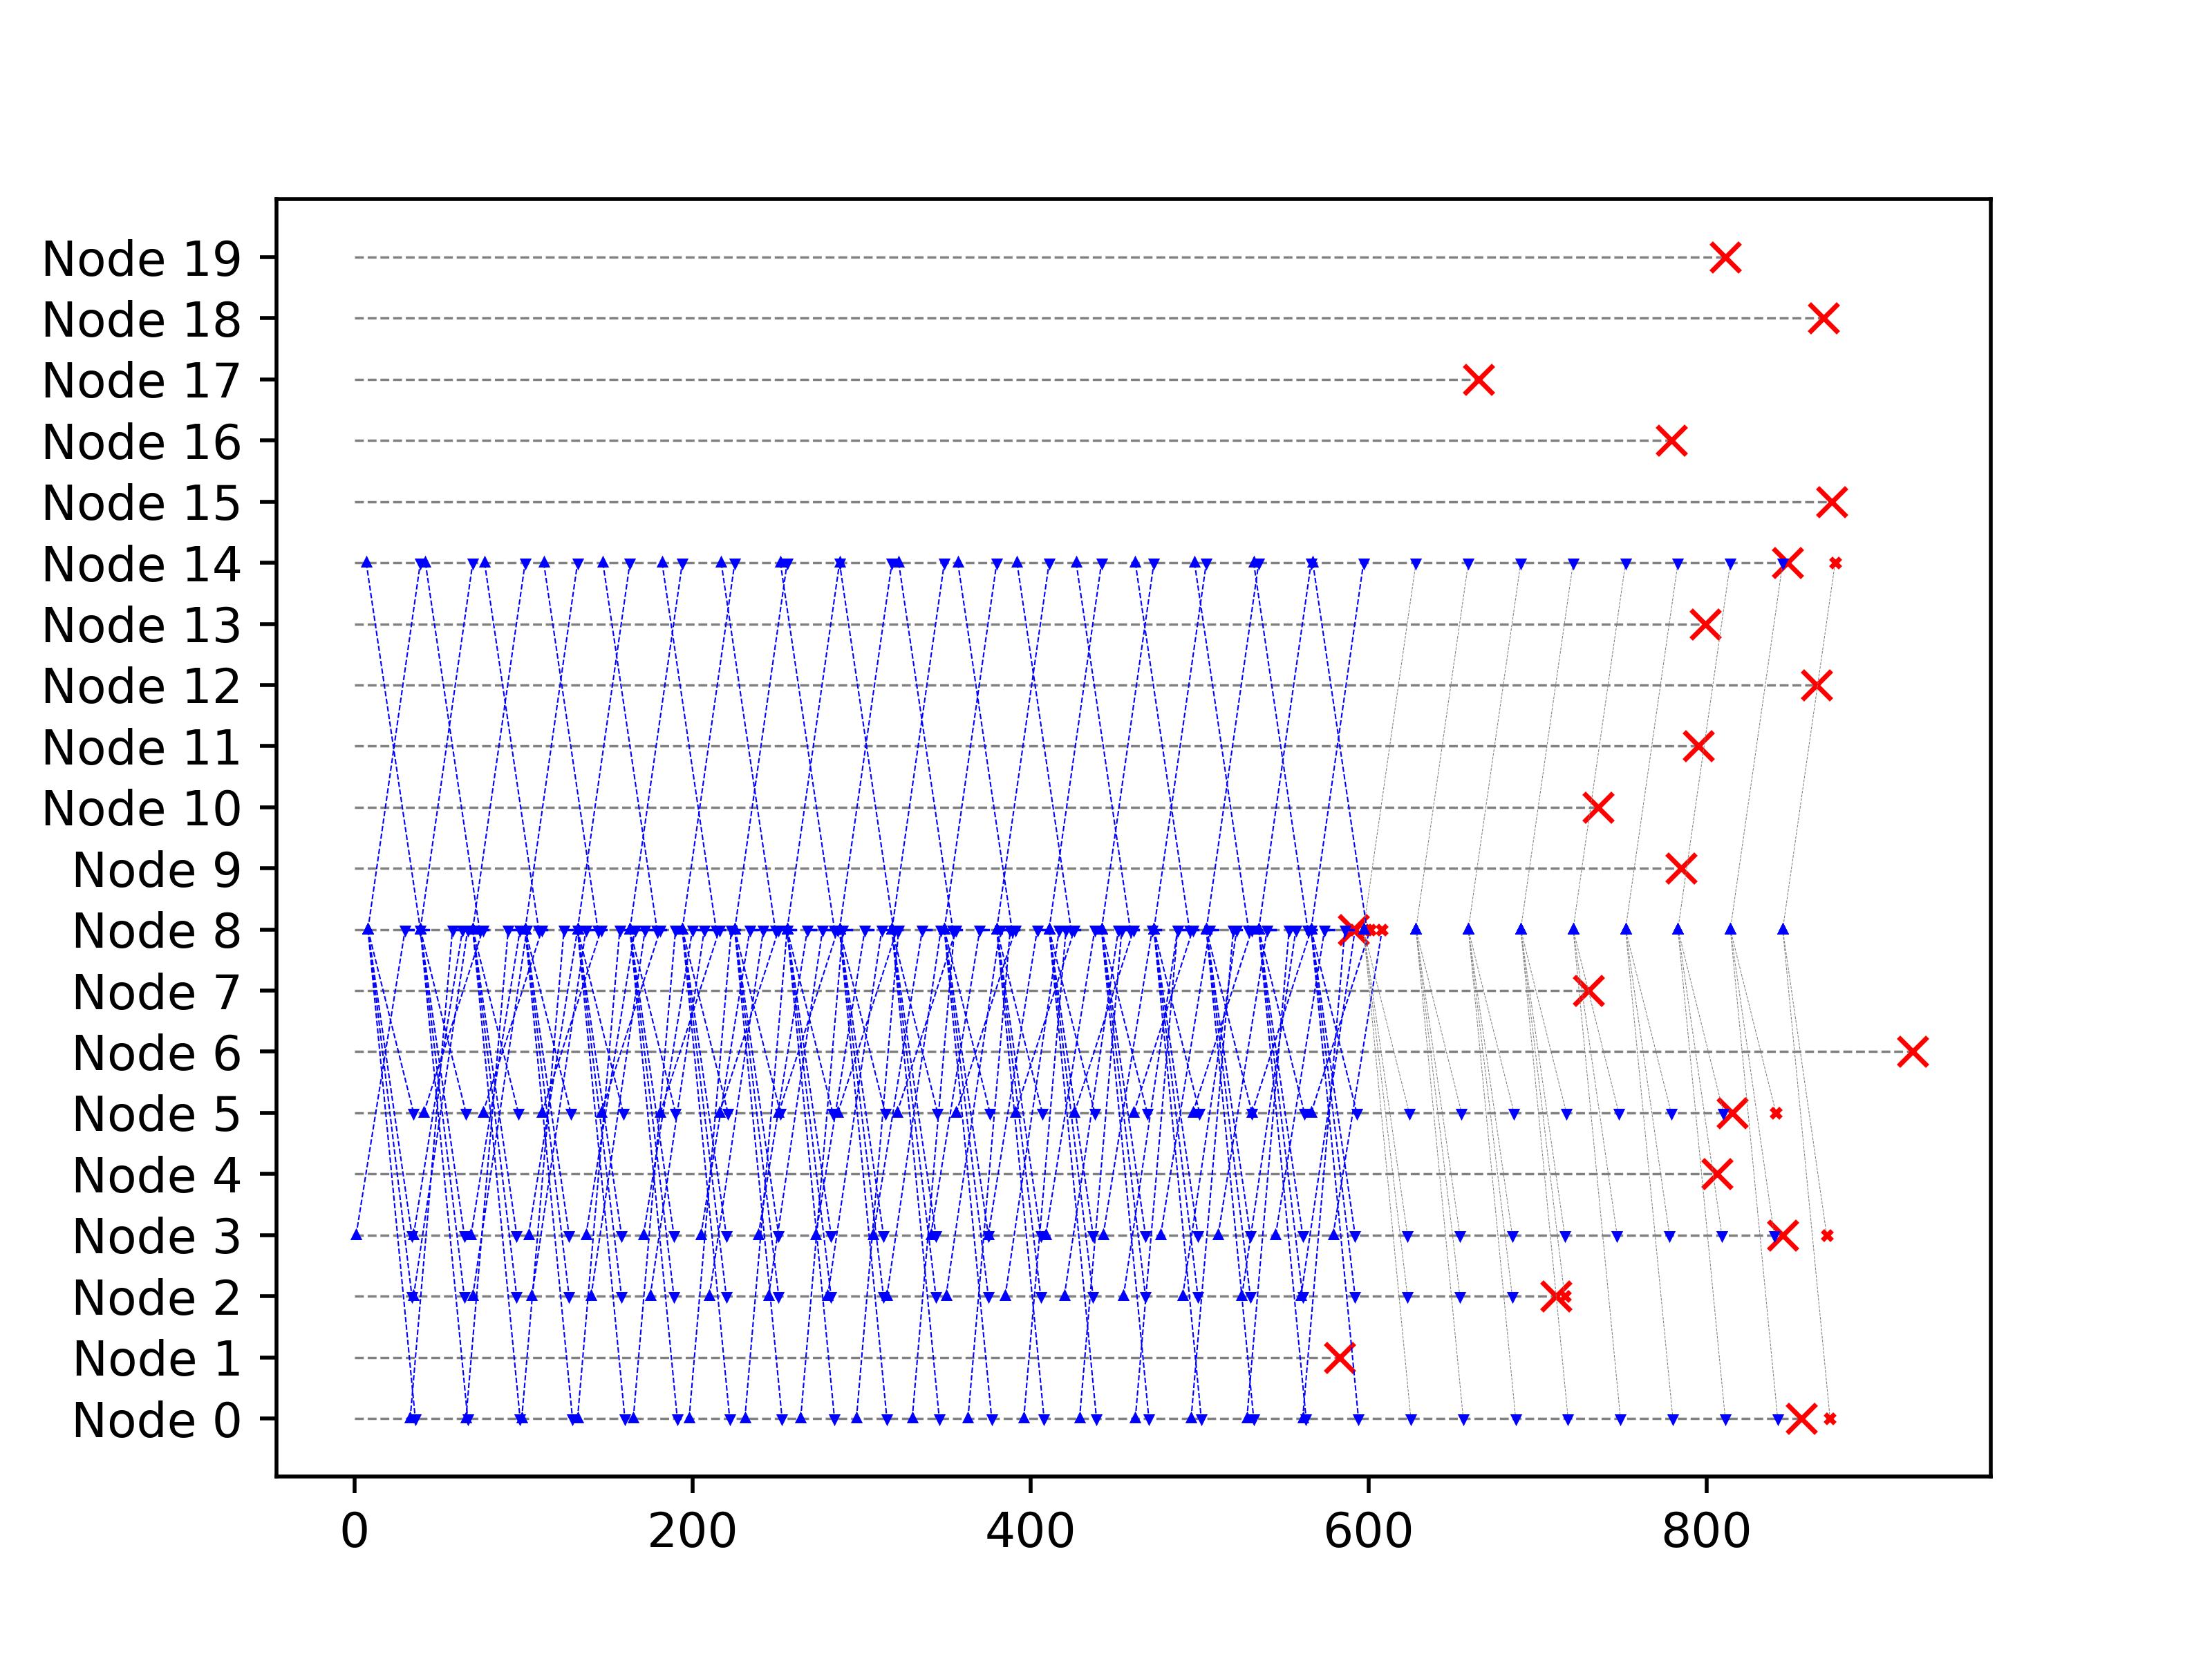 Node 19
Node 18
Node 17
Node 16
Node 15
Node 14
Node 13
Node 12
Node 11
Node 10
Node 9
Node 8
Node 7
Node 6
Node 5
Node 4
Node 3
Node 2
Node 1
Node 0
0 200 400 600 800